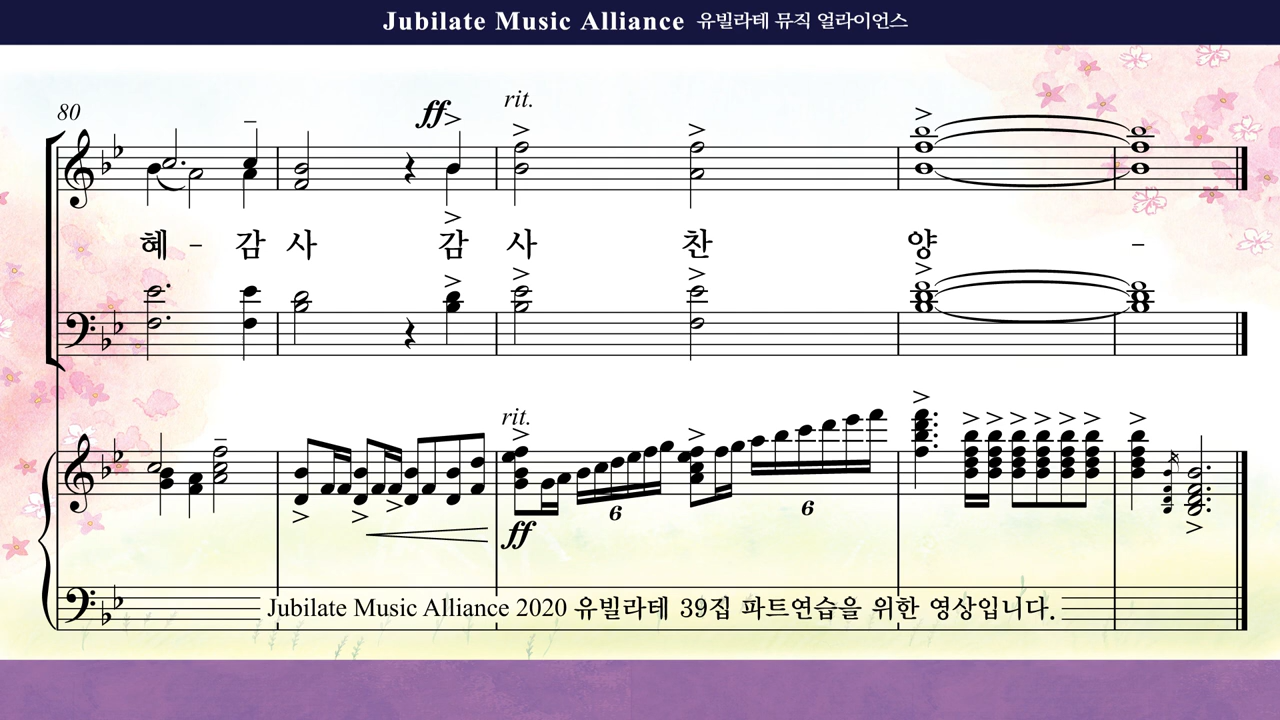 Jubilate Music Alliance 유빌라테 뮤직 얼라이언스
80
ff
rit.
혜 - 감 사 감 사 찬 양 -
rit.
ff
6
6
Jubilate Music Alliance 2020 유빌라테 39집 파트연습을 위한 영상입니다.